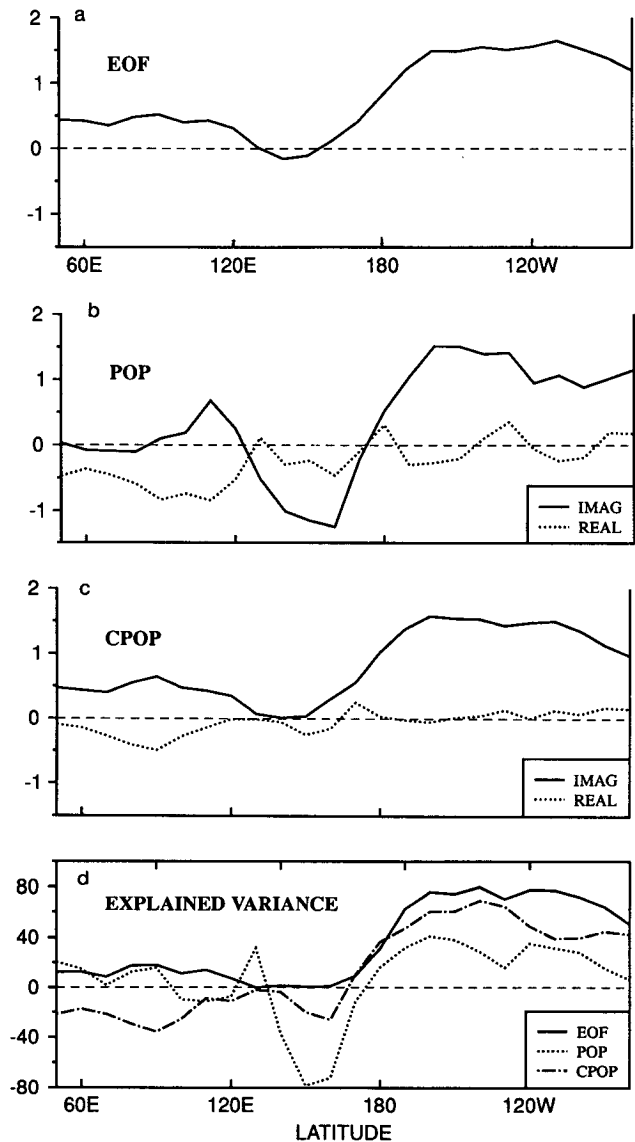 a
EOF
2
1
0
-1
60E 120E 180 120W
b
POP
2
1
0
-1
IMAG
REAL
c
CPOP
2
1
0
-1
IMAG
REAL
d
EXPLAINED VARIANCE
80
40
0
-40
-80
EOF
POP
CPOP
60E 120E 180 120W
LATITUDE